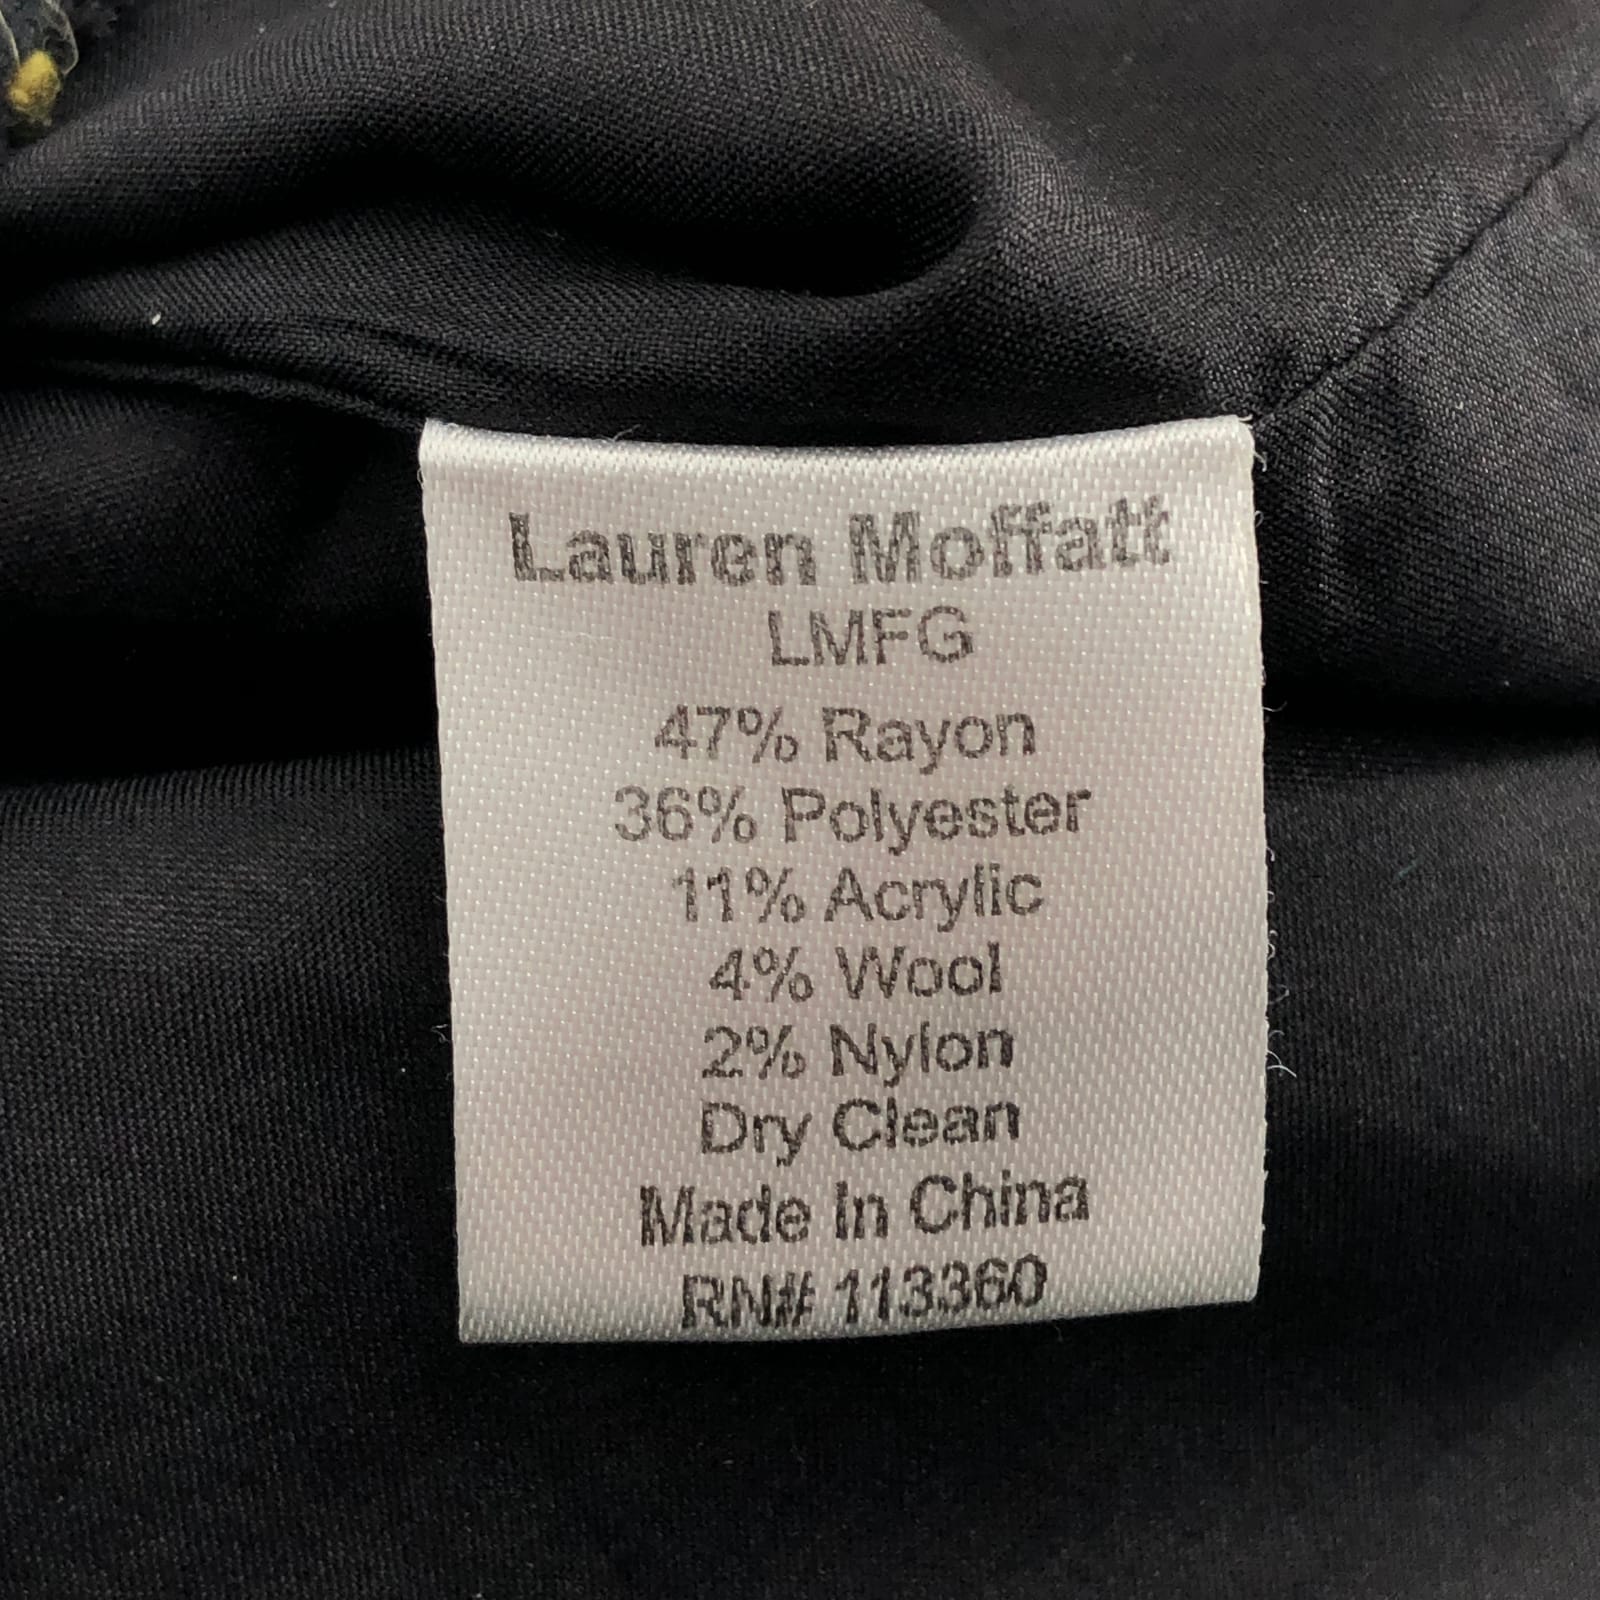 Lauren Moffatt
LMFG
47% Rayon
36% Polyester
11% Acrylic
4% Wool
2% Nylon
Dry Clean
Made In China
RN# 113360